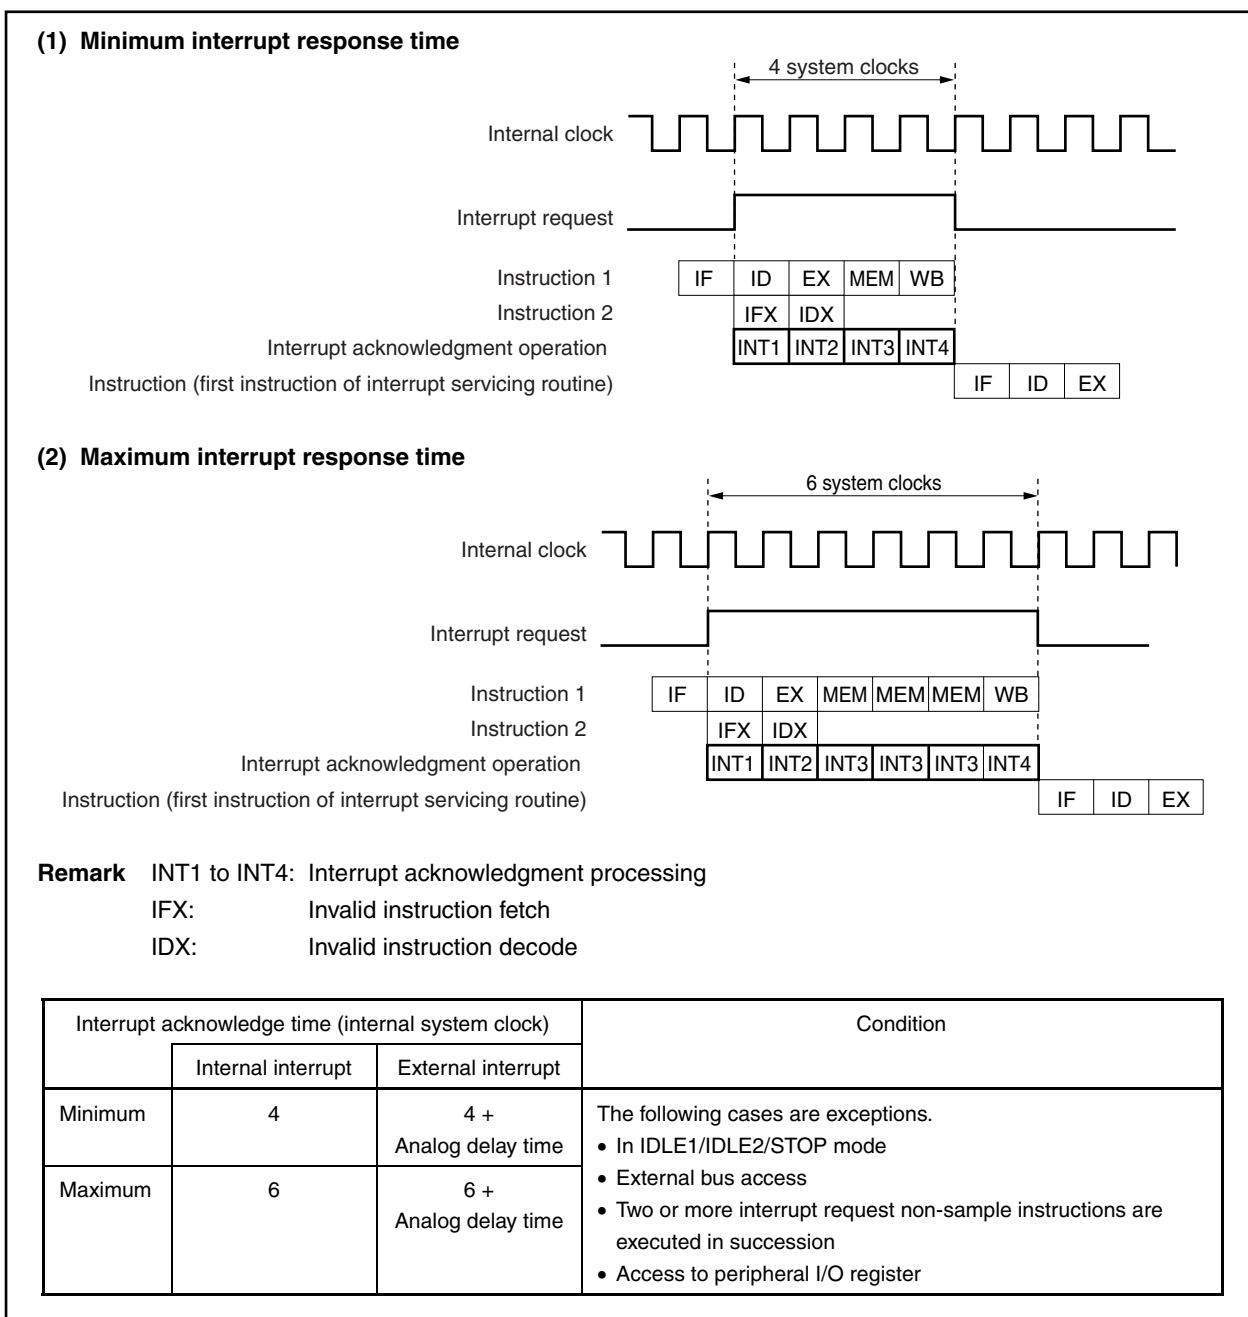 (1) Minimum interrupt response time
4 system clocks
Internal clock
Interrupt request
Instruction 1 IF ID EX MEM WB
Instruction 2 IFX IDX
Interrupt acknowledgment operation INT1 INT2 INT3 INT4
Instruction (first instruction of interrupt servicing routine) IF ID EX
(2) Maximum interrupt response time
6 system clocks
Internal clock
Interrupt request
Instruction 1 IF ID EX MEM MEM MEM WB
Instruction 2 IFX IDX
Interrupt acknowledgment operation INT1 INT2 INT3 INT3 INT3 INT4
Instruction (first instruction of interrupt servicing routine) IF ID EX
Remark INT1 to INT4: Interrupt acknowledgment processing
IFX: Invalid instruction fetch
IDX: Invalid instruction decode
Interrupt acknowledge time (internal system clock) Condition
Internal interrupt External interrupt
Minimum 4 4 +
Analog delay time
Maximum 6 6 +
Analog delay time
The following cases are exceptions.
• In IDLE1/IDLE2/STOP mode
• External bus access
• Two or more interrupt request non-sample instructions are
executed in succession
• Access to peripheral I/O register